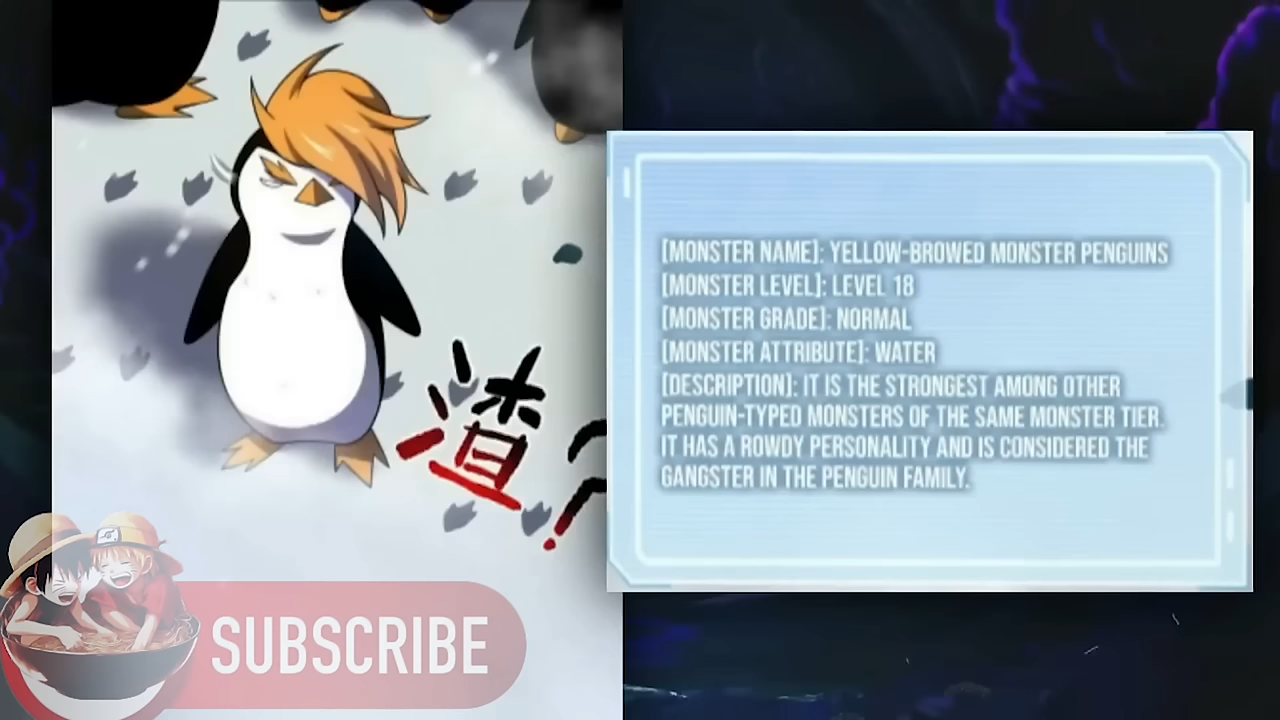 渣?
[MONSTER NAME]: YELLOW-BROWED MONSTER PENGUINS
[MONSTER LEVEL]: LEVEL 18
[MONSTER GRADE]: NORMAL
[MONSTER ATTRIBUTE]: WATER
[DESCRIPTION]: IT IS THE STRONGEST AMONG OTHER
PENGUIN-TYPED MONSTERS OF THE SAME MONSTER TIER.
IT HAS A ROWDY PERSONALITY AND IS CONSIDERED THE
GANGSTER IN THE PENGUIN FAMILY.
SUBSCRIBE